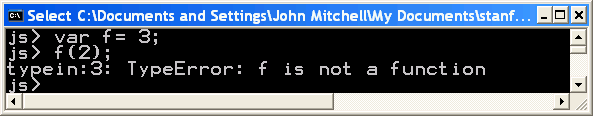 Select C:\Documents and Settings\John Mitchell\My Documents\stanf...
js> var f= 3;
js> f(2);
typein:3: TypeError: f is not a function
js>